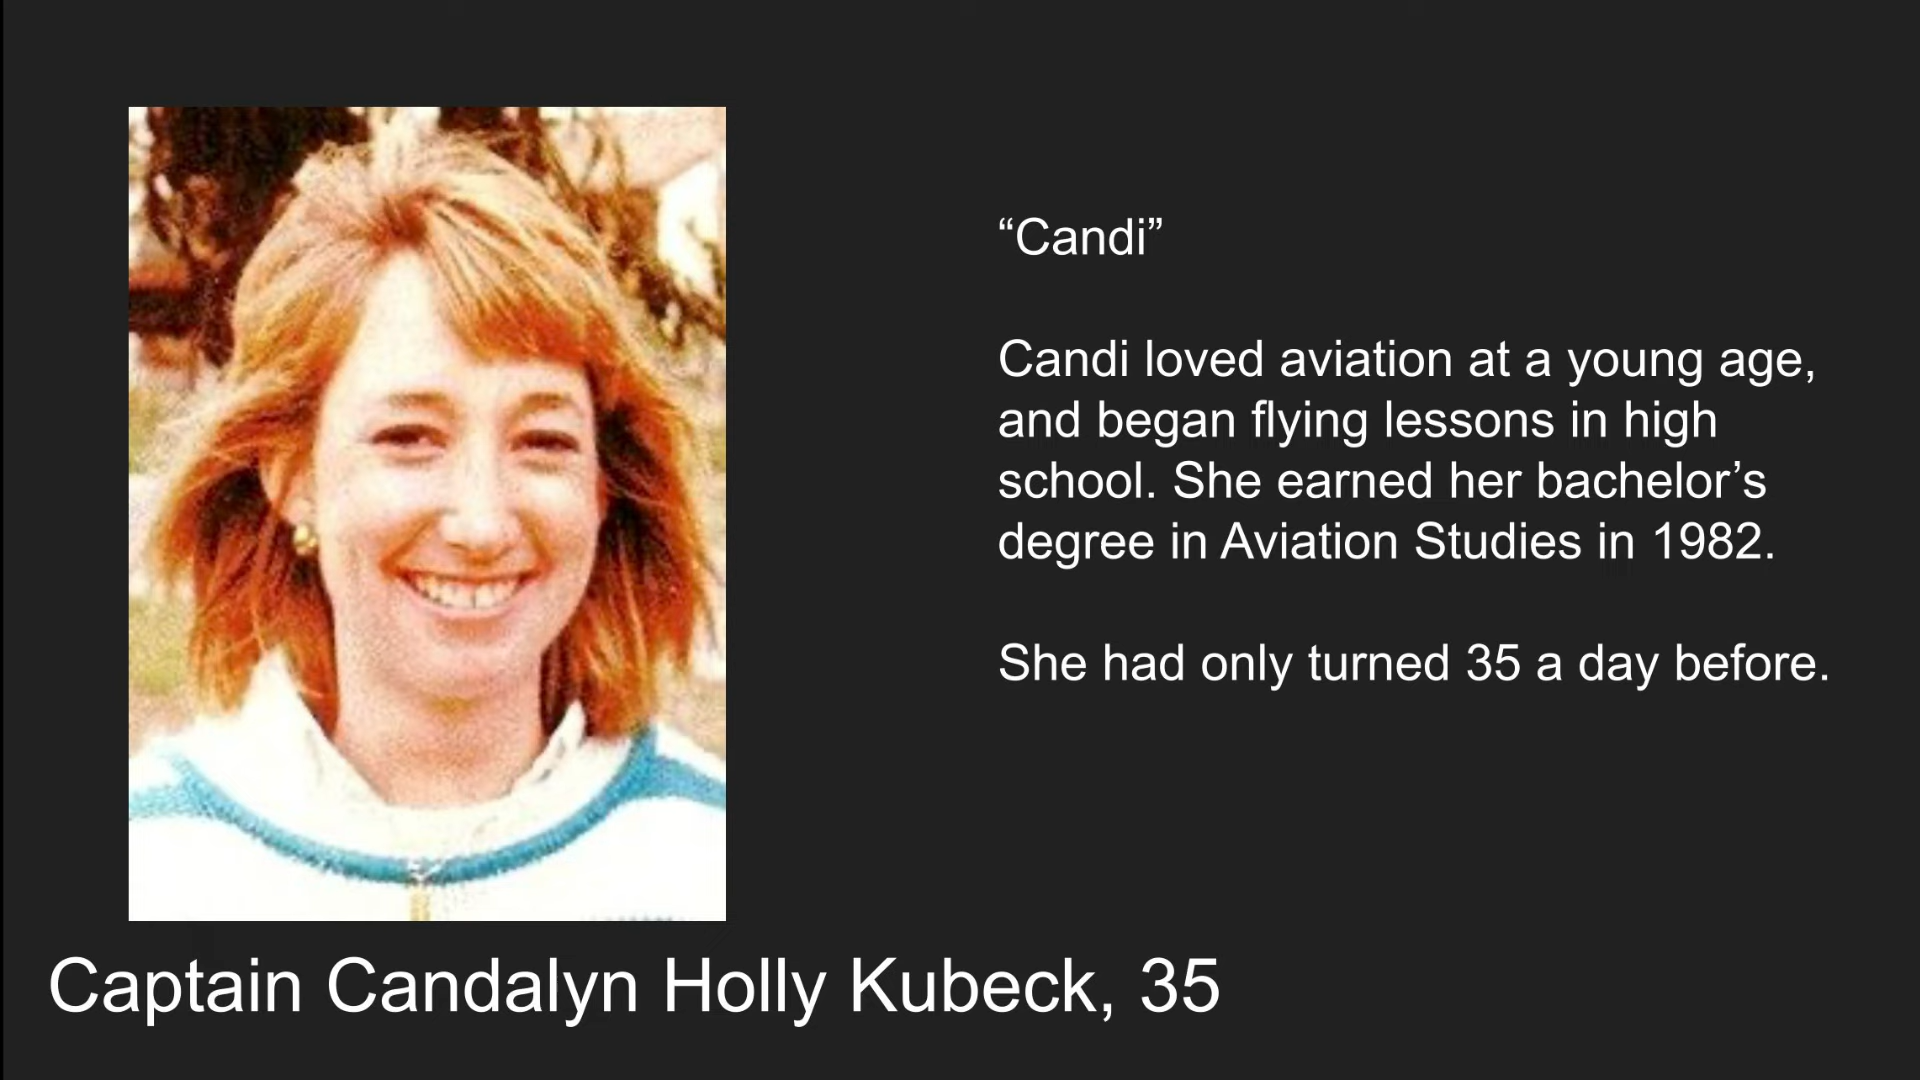 “Candi”
Candi loved aviation at a young age,
and began flying lessons in high
school. She earned her bachelor’s
degree in Aviation Studies in 1982.
She had only turned 35 a day before.
Captain Candalyn Holly Kubeck, 35